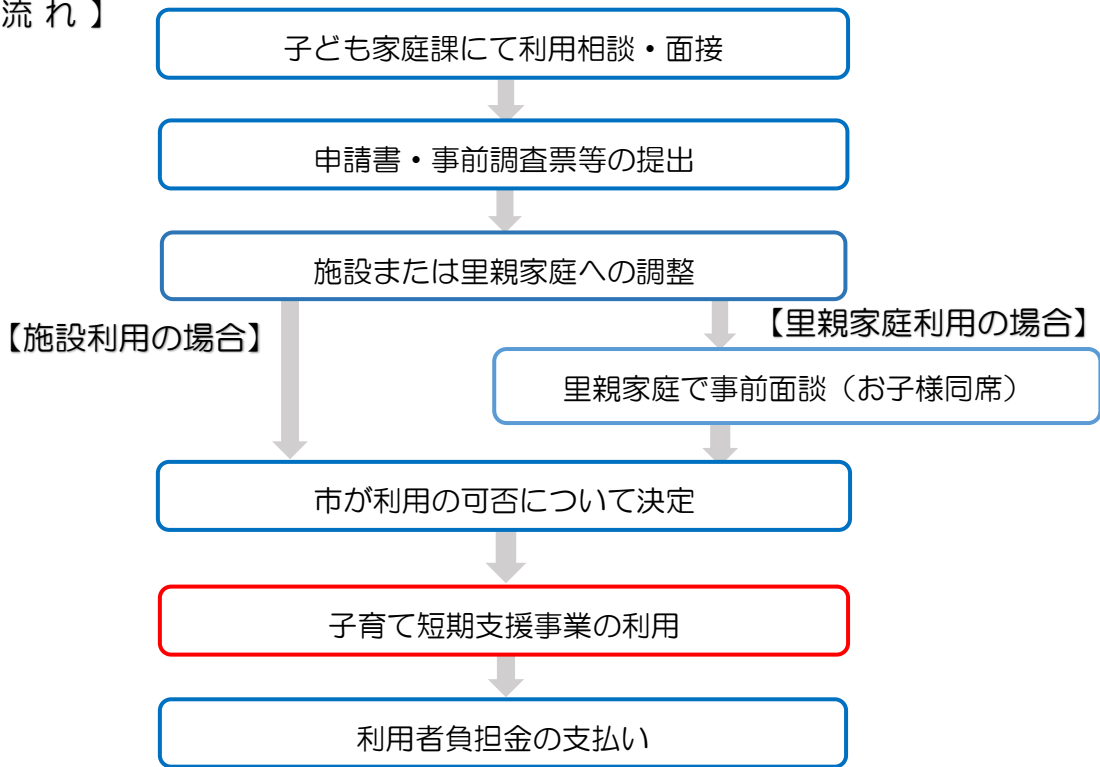 流 れ 】
子ども家庭課にて利用相談・面接
申請書・事前調査票等の提出
施設または里親家庭への調整
【施設利用の場合】
【里親家庭利用の場合】
里親家庭で事前面談（お子様同席）
市が利用の可否について決定
子育て短期支援事業の利用
利用者負担金の支払い